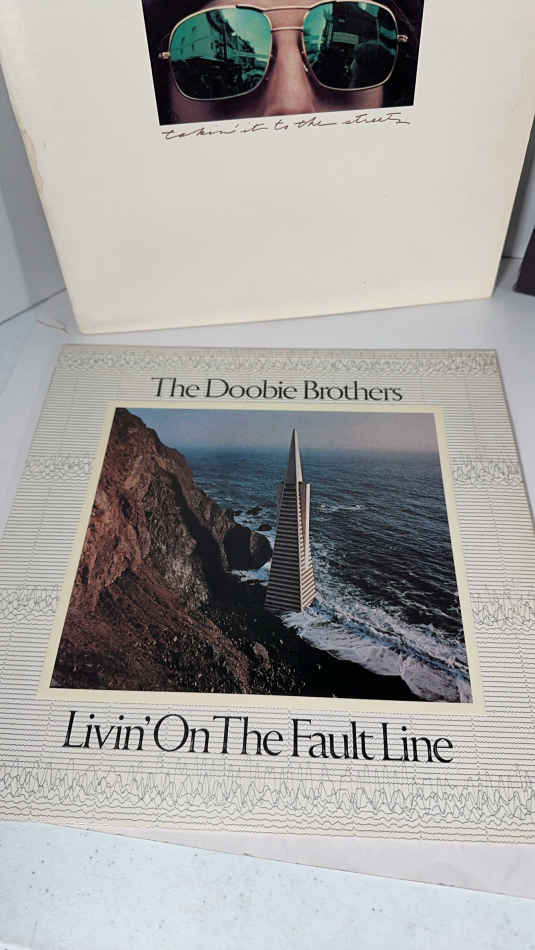 takin' it to the streets
The Doobie Brothers
Livin' On The Fault Line